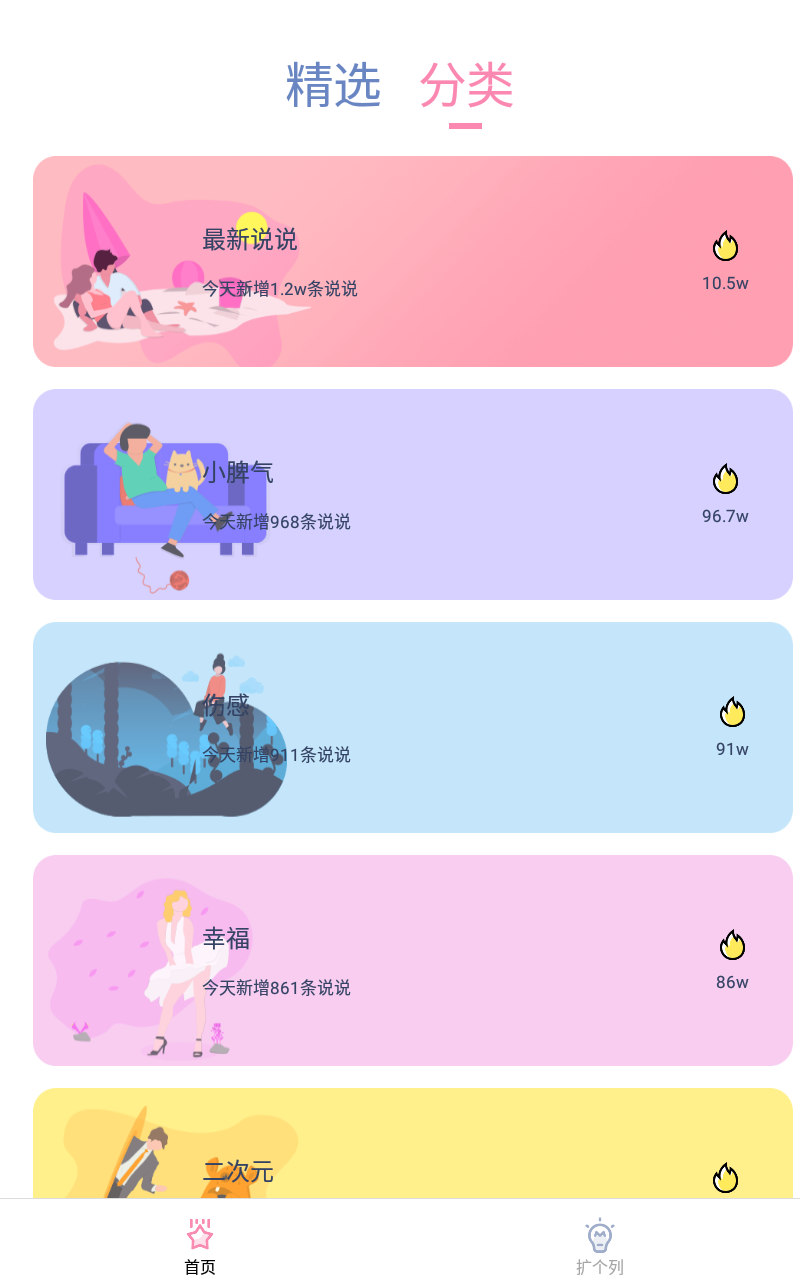 精选 分类
最新说说
今天新增1.2w条说说
10.5w
小脾气
今天新增968条说说
96.7w
伤感
今天新增911条说说
91w
幸福
今天新增861条说说
86w
二次元
首页 扩个列